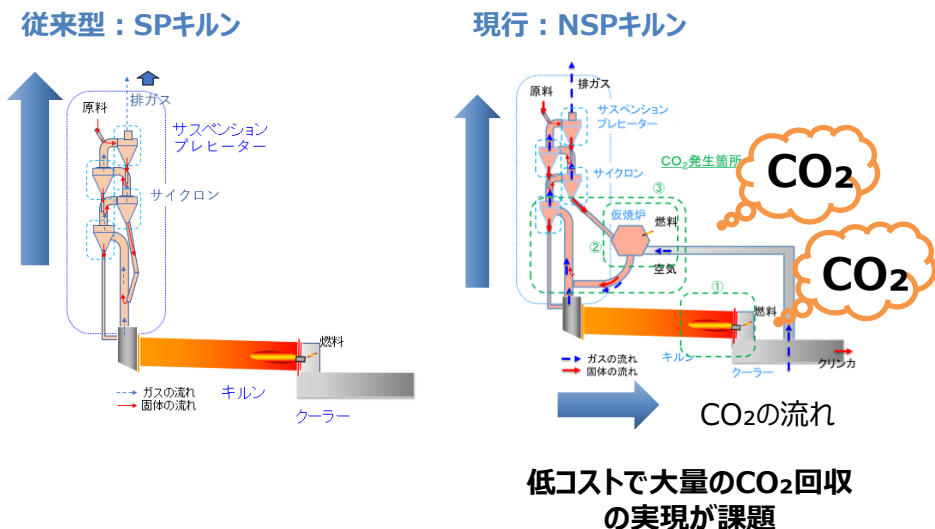 従来型：SPキルン
排ガス
原料
サスペンション
プレヒーター
サイクロン
燃料
ガスの流れ
固体の流れ
キルン
クーラー
現行：NSPキルン
排ガス
原料
サスペンション
プレヒーター
CO₂発生箇所
サイクロン
③
仮焼炉
燃料
②
空気
①
燃料
キルン
クーラー
クリンカ
ガスの流れ
固体の流れ
CO₂
CO₂
CO₂の流れ
低コストで大量のCO₂回収
の実現が課題